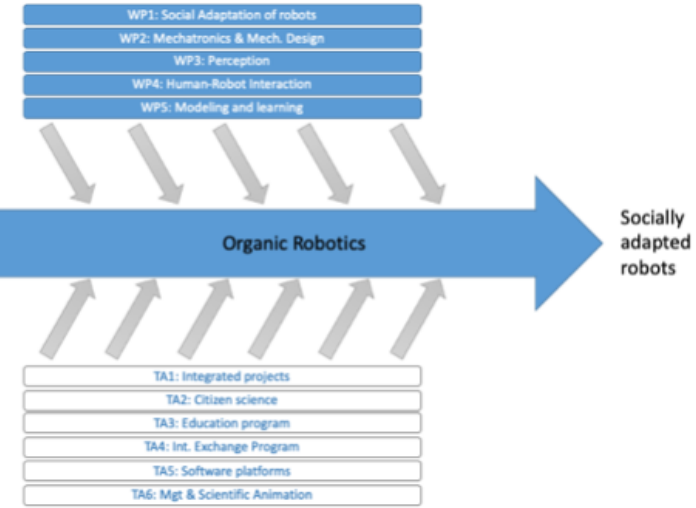 WP1: Social Adaptation of robots
WP2: Mechatronics & Mech. Design
WP3: Perception
WP4: Human-Robot Interaction
WP5: Modeling and learning
Organic Robotics
Socially
adapted
robots
TA1: Integrated projects
TA2: Citizen science
TA3: Education program
TA4: Int. Exchange Program
TA5: Software platforms
TA6: Mgt & Scientific Animation